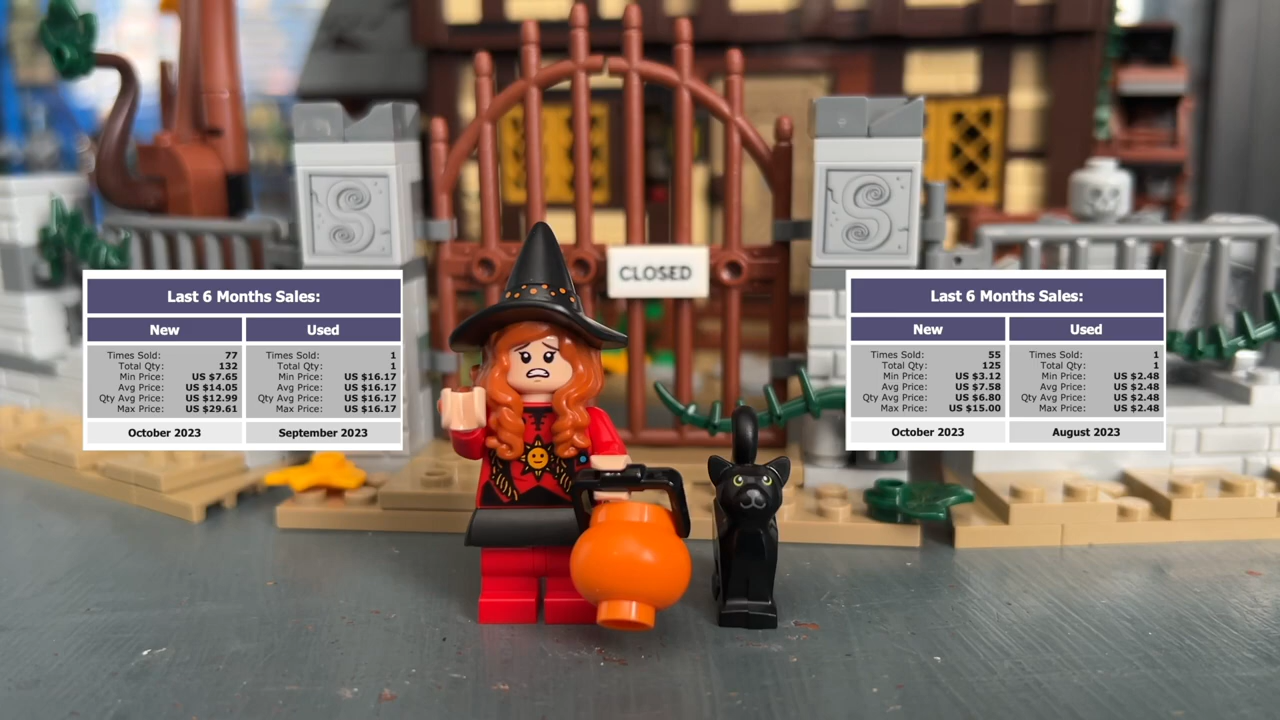 S
S
CLOSED
Last 6 Months Sales:
New Used
Times Sold: 77 Times Sold: 1
Total Qty: 132 Total Qty: 1
Min Price: US $7.65 Min Price: US $16.17
Avg Price: US $14.05 Avg Price: US $16.17
Qty Avg Price: US $12.99 Qty Avg Price: US $16.17
Max Price: US $29.61 Max Price: US $16.17
October 2023 September 2023
Last 6 Months Sales:
New Used
Times Sold: 55 Times Sold: 1
Total Qty: 125 Total Qty: 1
Min Price: US $3.12 Min Price: US $2.48
Avg Price: US $7.58 Avg Price: US $2.48
Qty Avg Price: US $6.80 Qty Avg Price: US $2.48
Max Price: US $15.00 Max Price: US $2.48
October 2023 August 2023